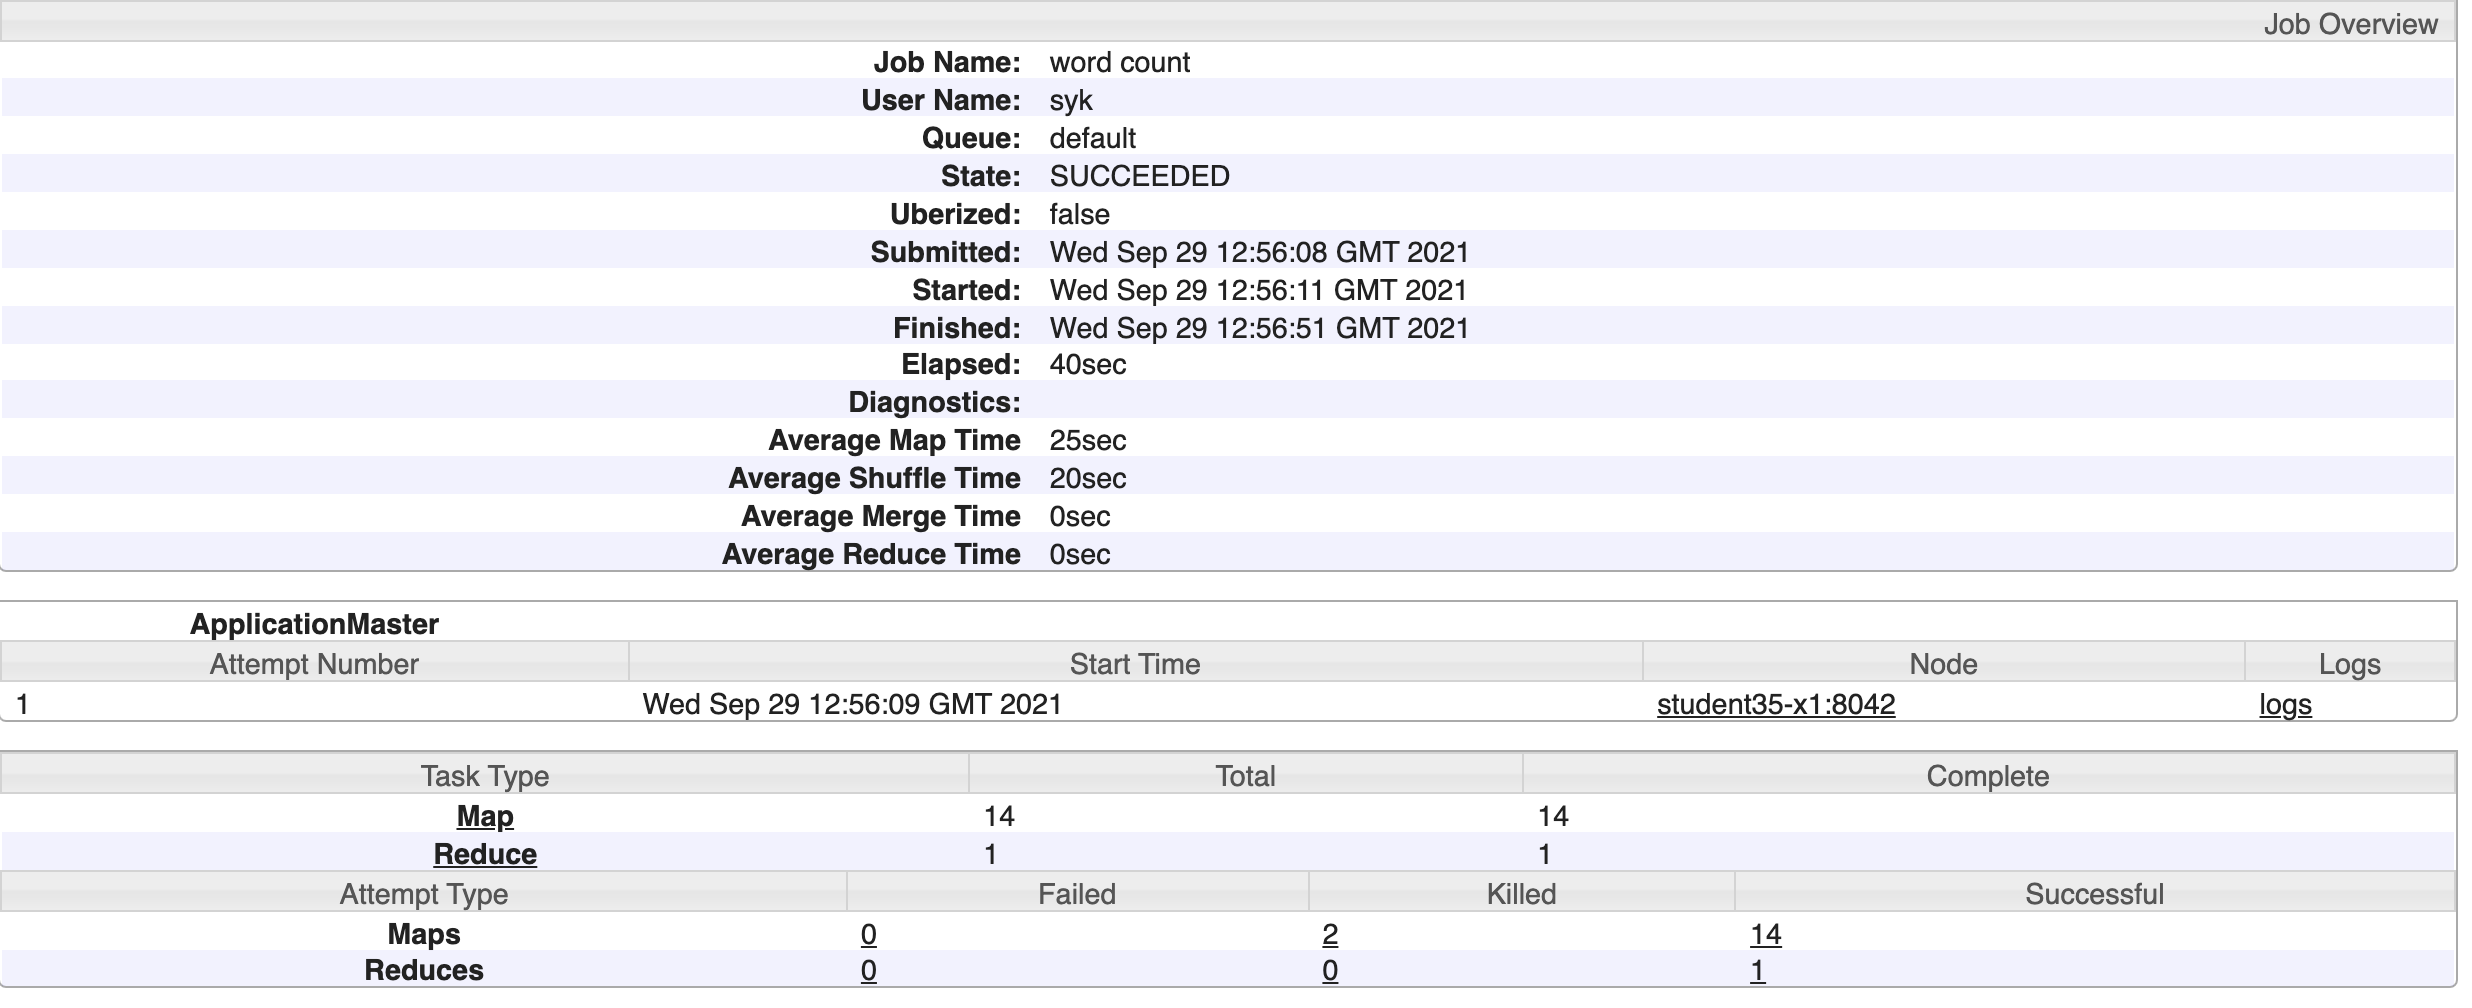 Job Overview
Job Name: word count
User Name: syk
Queue: default
State: SUCCEEDED
Uberized: false
Submitted: Wed Sep 29 12:56:08 GMT 2021
Started: Wed Sep 29 12:56:11 GMT 2021
Finished: Wed Sep 29 12:56:51 GMT 2021
Elapsed: 40sec
Diagnostics:
Average Map Time 25sec
Average Shuffle Time 20sec
Average Merge Time 0sec
Average Reduce Time 0sec
ApplicationMaster
Attempt Number Start Time Node Logs
1 Wed Sep 29 12:56:09 GMT 2021 student35-x1:8042 logs
Task Type Total Complete
Map 14 14
Reduce 1 1
Attempt Type Failed Killed Successful
Maps 0 2 14
Reduces 0 0 1